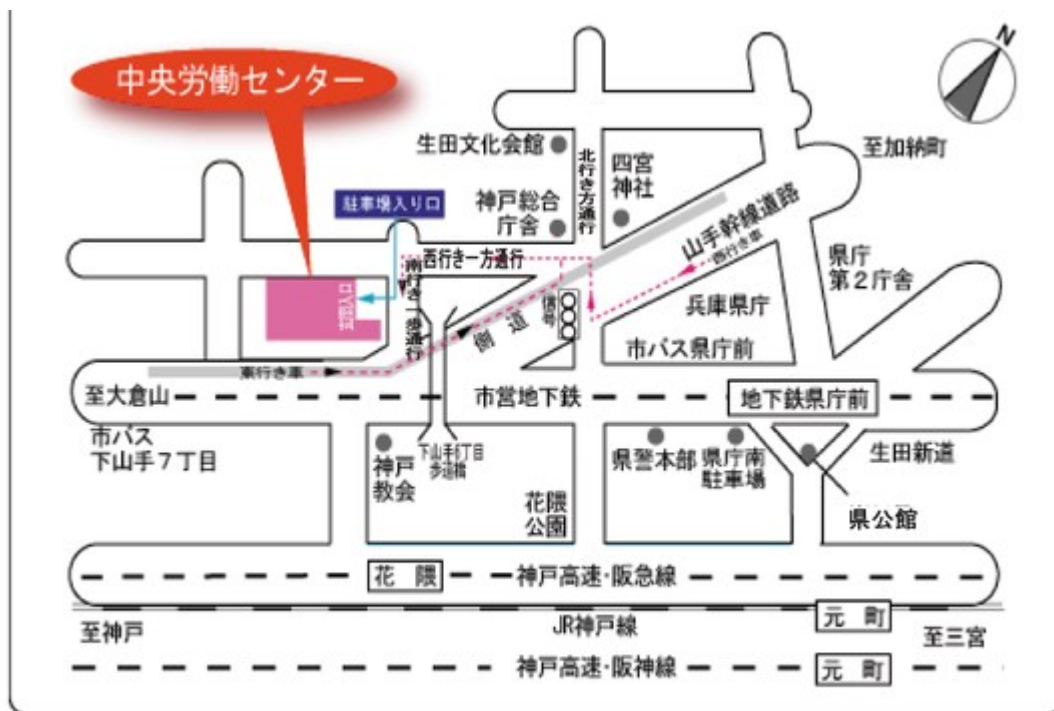 N
中央労働センター
生田文化会館
北行き方通行
四宮
神社
至加納町
駐車場入り口
神戸総合
庁舎
山手幹線道路
西行き車
西行き一方通行
南行き一歩通行
県庁
第2庁舎
信号
側道
兵庫県庁
市バス県庁前
東行き車
至大倉山
市営地下鉄
地下鉄県庁前
市バス
下山手7丁目
神戸
教会
下山手6丁目
歩道橋
県警本部
県庁南
駐車場
生田新道
花隈
公園
県公館
花隈
神戸高速・阪急線
元町
至神戸
JR神戸線
至三宮
神戸高速・阪神線
元町